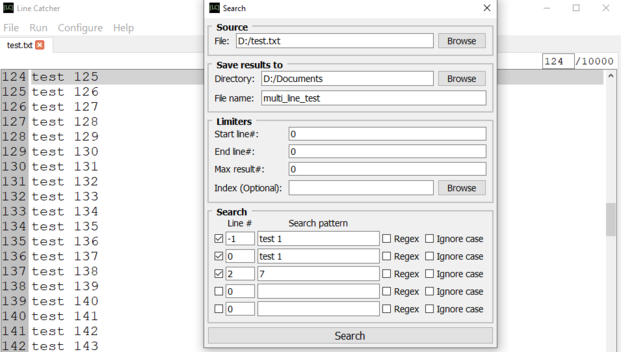 Line Catcher
File Run Configure Help
test.txt
124 /10000
124 test 125
125 test 126
126 test 127
127 test 128
128 test 129
129 test 130
130 test 131
131 test 132
132 test 133
133 test 134
134 test 135
135 test 136
136 test 137
137 test 138
138 test 139
139 test 140
140 test 141
141 test 142
142 test 143
Search
Source
File: D:/test.txt Browse
Save results to
Directory: D:/Documents Browse
File name: multi_line_test
Limiters
Start line#: 0
End line#: 0
Max result#: 0
Index (Optional): Browse
Search
Line # Search pattern
-1 test 1 Regex Ignore case
0 test 1 Regex Ignore case
2 7 Regex Ignore case
0 Regex Ignore case
0 Regex Ignore case
Search